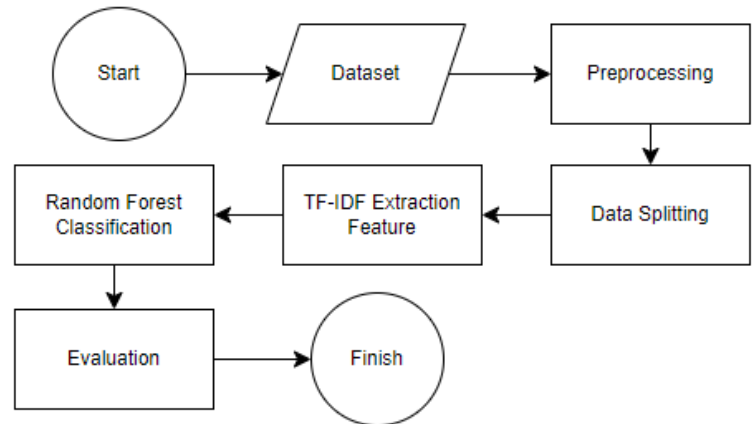 Start
Dataset
Preprocessing
Data Splitting
TF-IDF Extraction
Feature
Random Forest
Classification
Evaluation
Finish